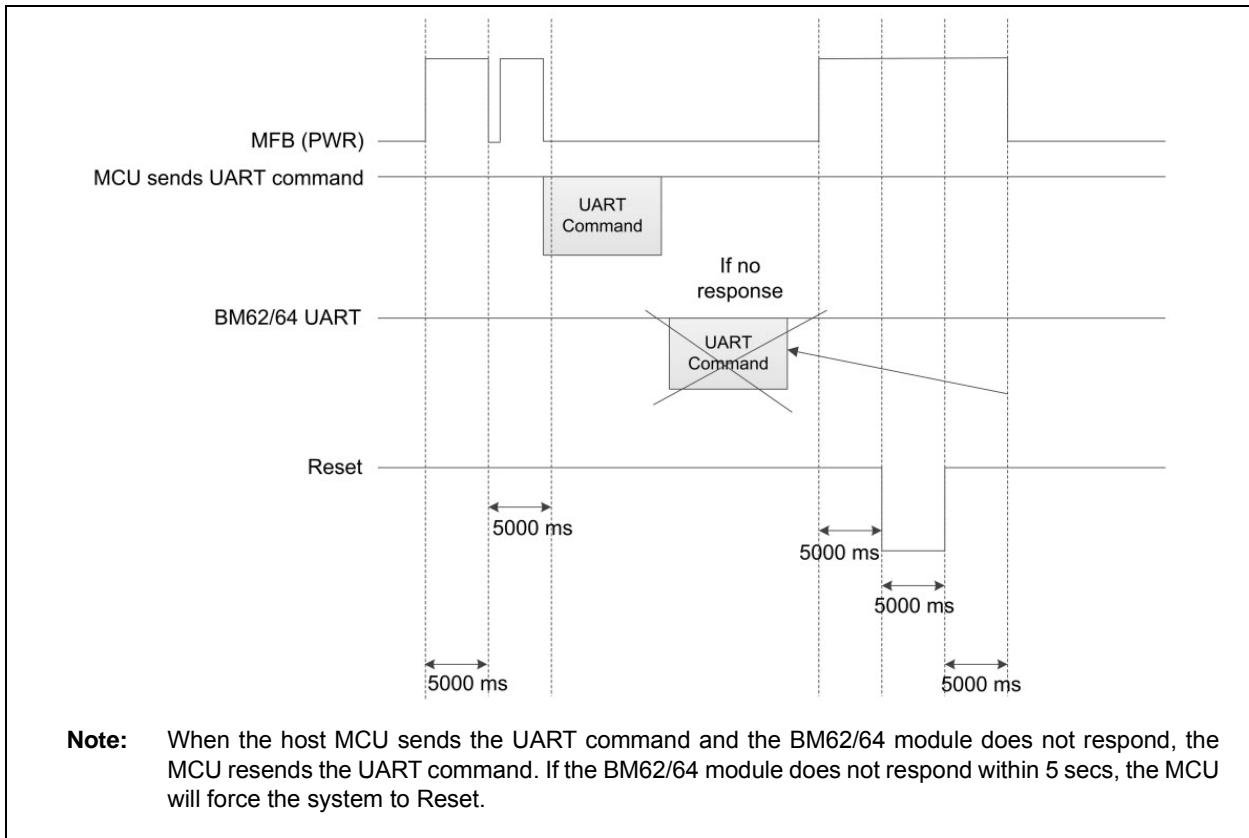 MFB (PWR)
MCU sends UART command
UART
Command
If no
response
BM62/64 UART
UART
Command
Reset
5000 ms
5000 ms
5000 ms
5000 ms
5000 ms
Note: When the host MCU sends the UART command and the BM62/64 module does not respond, the
MCU resends the UART command. If the BM62/64 module does not respond within 5 secs, the MCU
will force the system to Reset.